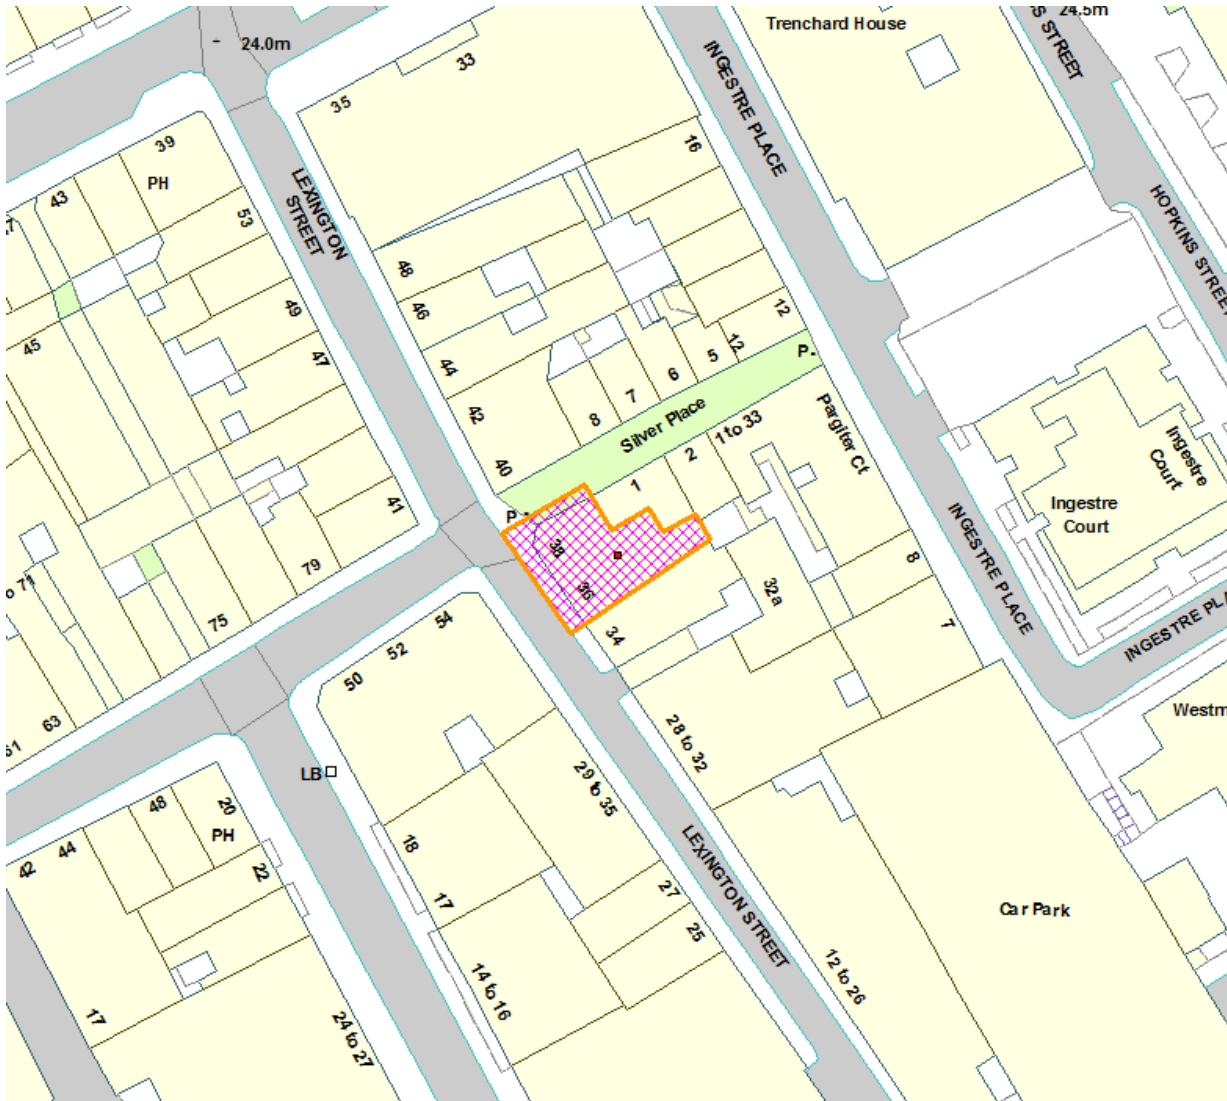 Trenchard House
24.5m
S STREET
24.0m
33
35
INGESTRE PLACE
39
PH
43
LEXINGTON
STREET
53
16
HOPKINS STREET
48
46
49
12
45
47
44
P
12
5
6
7
8
Silver Place
42
Pargiter Ct
1 to 33
2
1
40
P
41
38
36
Ingestre
Court
Ingestre
Court
INGESTRE PLACE
8
32a
79
o 71
75
34
54
52
50
7
INGESTRE PLA
63
61
28 to 32
Westm
LB
29 to 35
48
20
PH
44
42
22
18
17
27
25
LEXINGTON STREET
Car Park
14 to 16
12 to 26
17
24 to 27